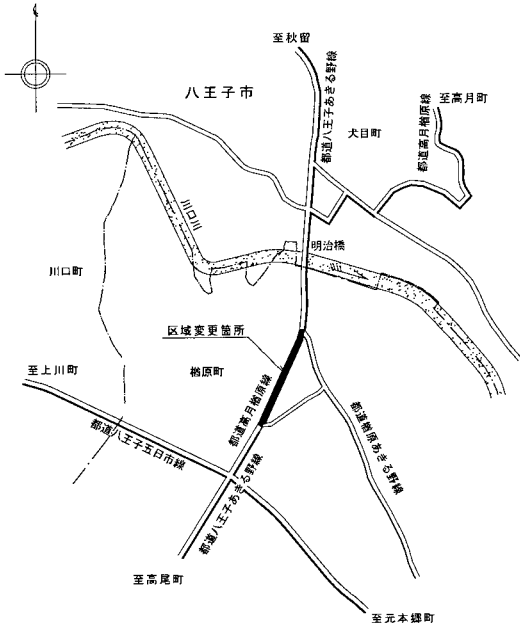 至秋留
八王子市
都道八王子あきる野線
犬目町
都道高月楢原線
至高月町
川口川
明治橋
川口町
区域変更箇所
至上川町
楢原町
都道高月楢原線
都道八王子五日市線
都道楢原あきる野線
都道八王子あきる野線
至高尾町
至元本郷町